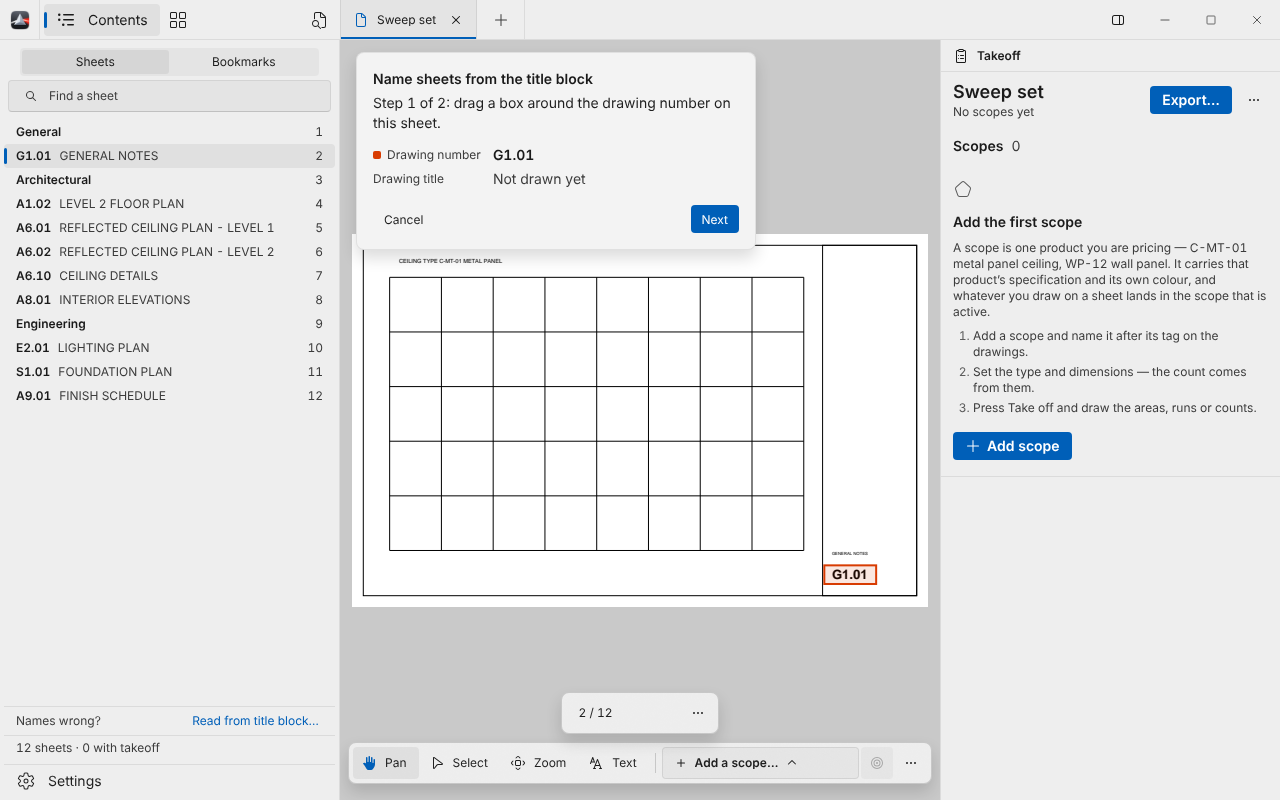 Contents
Sweep set
Sheets
Bookmarks
Find a sheet
General 1
G1.01 GENERAL NOTES 2
Architectural 3
A1.02 LEVEL 2 FLOOR PLAN 4
A6.01 REFLECTED CEILING PLAN - LEVEL 1 5
A6.02 REFLECTED CEILING PLAN - LEVEL 2 6
A6.10 CEILING DETAILS 7
A8.01 INTERIOR ELEVATIONS 8
Engineering 9
E2.01 LIGHTING PLAN 10
S1.01 FOUNDATION PLAN 11
A9.01 FINISH SCHEDULE 12
Names wrong? Read from title block...
12 sheets · 0 with takeoff
Settings
Name sheets from the title block
Step 1 of 2: drag a box around the drawing number on
this sheet.
Drawing number G1.01
Drawing title Not drawn yet
Cancel
Next
CEILING TYPE C-MT-01 METAL PANEL
GENERAL NOTES
G1.01
2 / 12
Pan
Select
Zoom
Text
Add a scope...
Takeoff
Sweep set
No scopes yet
Export...
Scopes 0
Add the first scope
A scope is one product you are pricing — C-MT-01
metal panel ceiling, WP-12 wall panel. It carries that
product's specification and its own colour, and
whatever you draw on a sheet lands in the scope that is
active.
1. Add a scope and name it after its tag on the
drawings.
2. Set the type and dimensions — the count comes
from them.
3. Press Take off and draw the areas, runs or counts.
Add scope